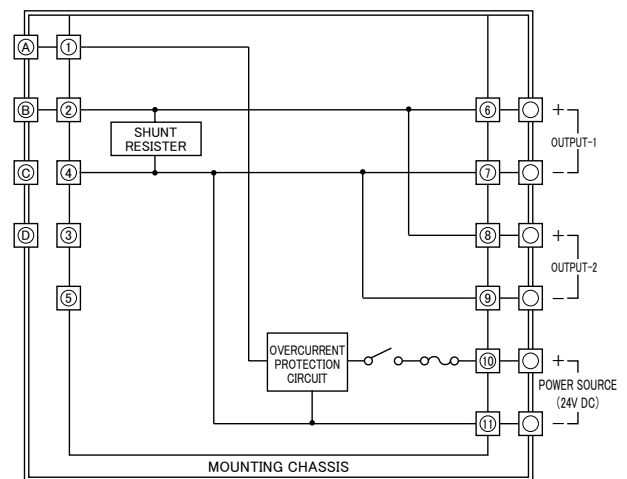 Ⓐ ①
Ⓑ ② ⑥ +
SHUNT
RESISTER
OUTPUT-1
Ⓒ ④ ⑦ −
Ⓓ ③ ⑧ +
OUTPUT-2
⑤ ⑨ −
OVERCURRENT
PROTECTION
CIRCUIT
⑩ +
POWER SOURCE
(24V DC)
⑪ −
MOUNTING CHASSIS